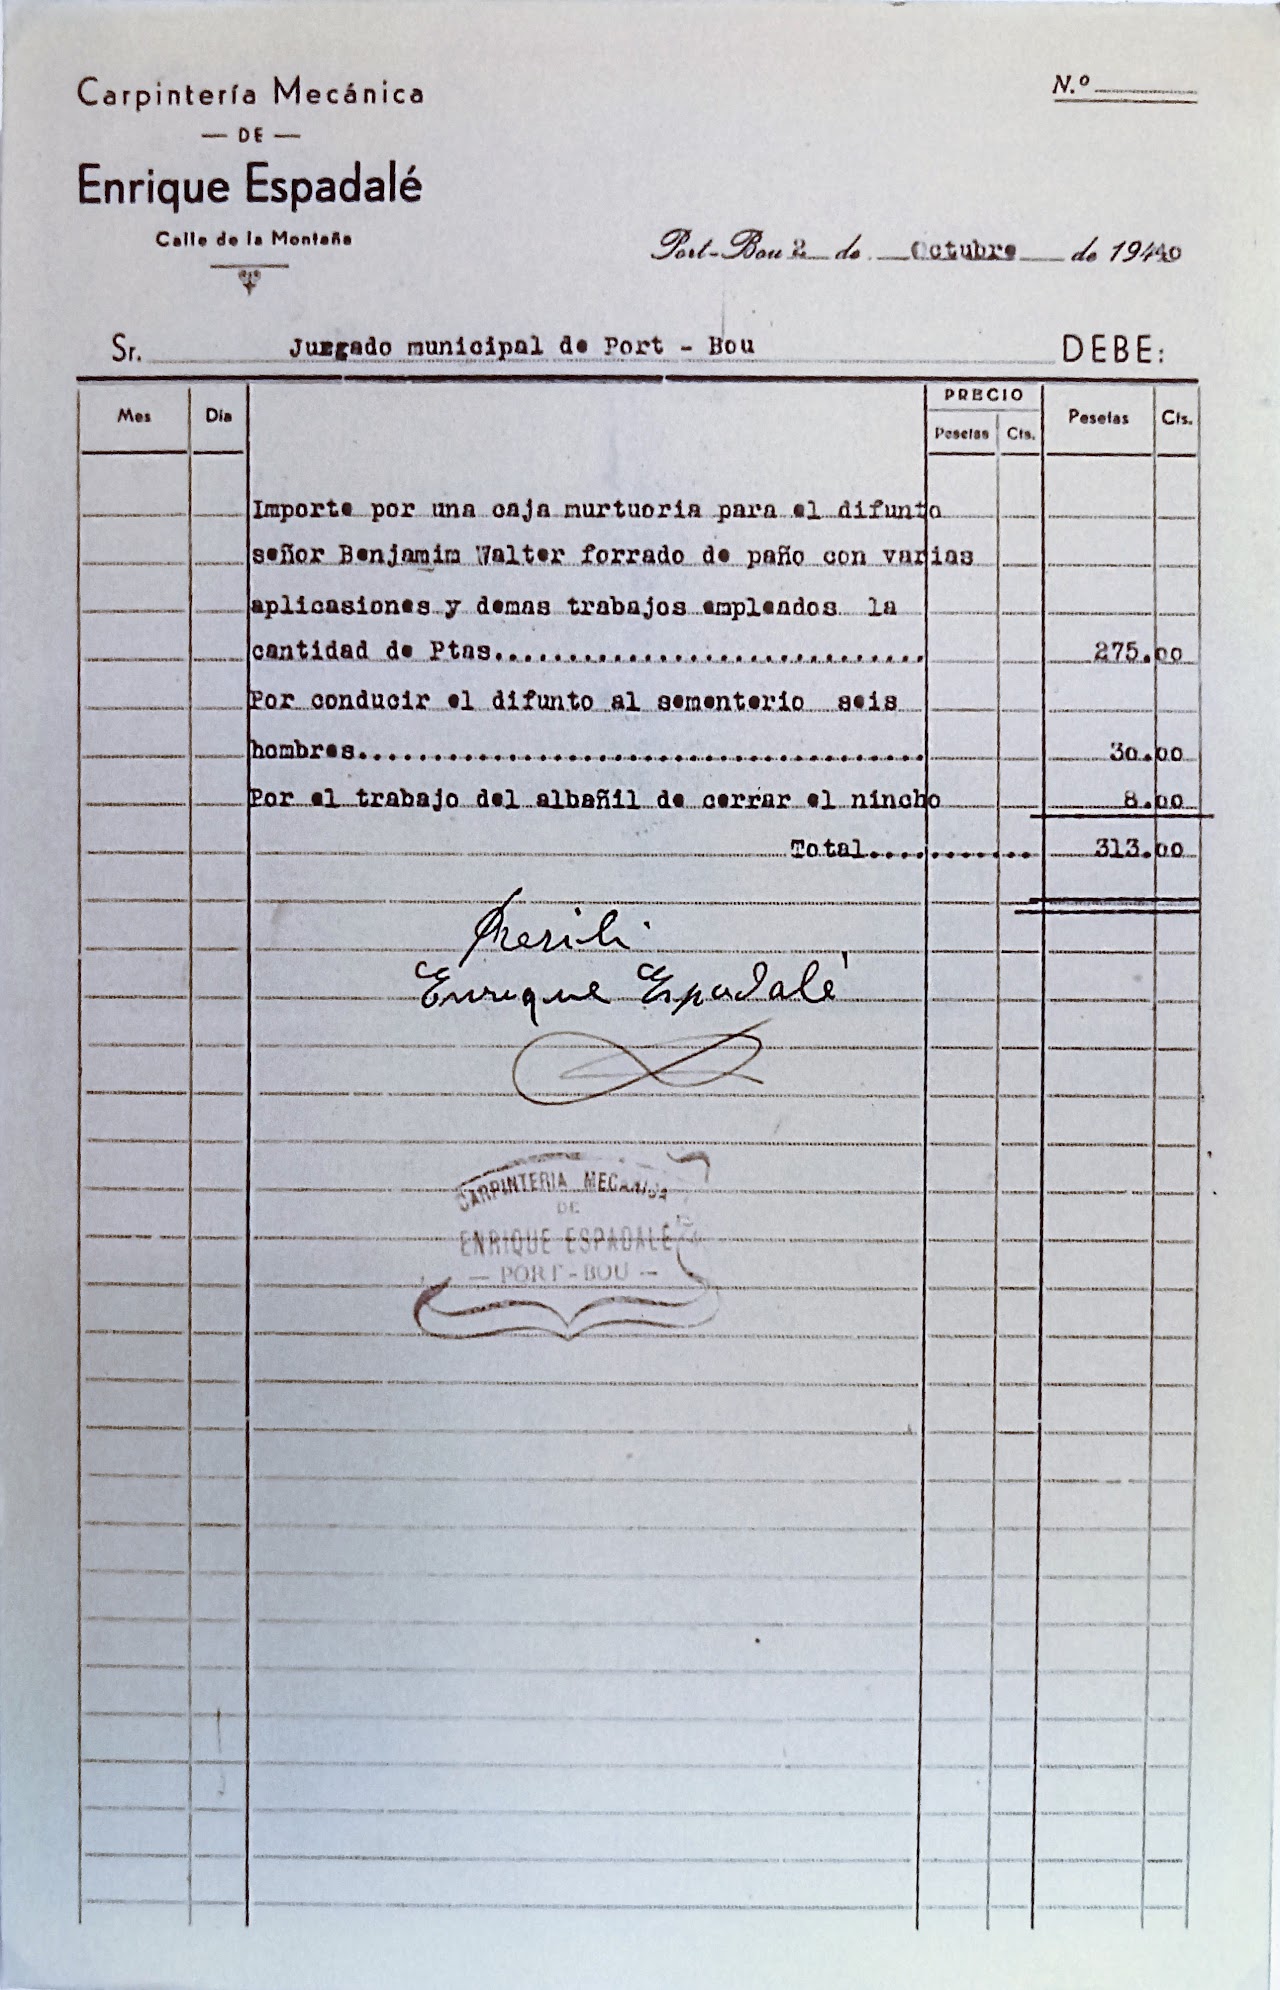 Carpintería Mecánica
— DE —
Enrique Espadalé
Calle de la Montaña
N.º
Port-Bou 2 de Octubre de 1940
Sr. Juzgado municipal de Port - Bou DEBE:
Mes Día PRECIO Pesetas Cts.
Pesetas Cts.
Importe por una caja murtuoria para el difunto
señor Benjamim Walter forrado de paño con varias
aplicasiones y demas trabajos empleados la
cantidad de Ptas............................. 275.00
Por conducir el difunto al sementerio seis
hombres...................................... 30.00
Por el trabajo del albañil de cerrar el nincho 8.00
Total........... 313.00
Enrique Espadalé
CARPINTERIA MECANICA
DE
ENRIQUE ESPADALÉ
— PORT-BOU —